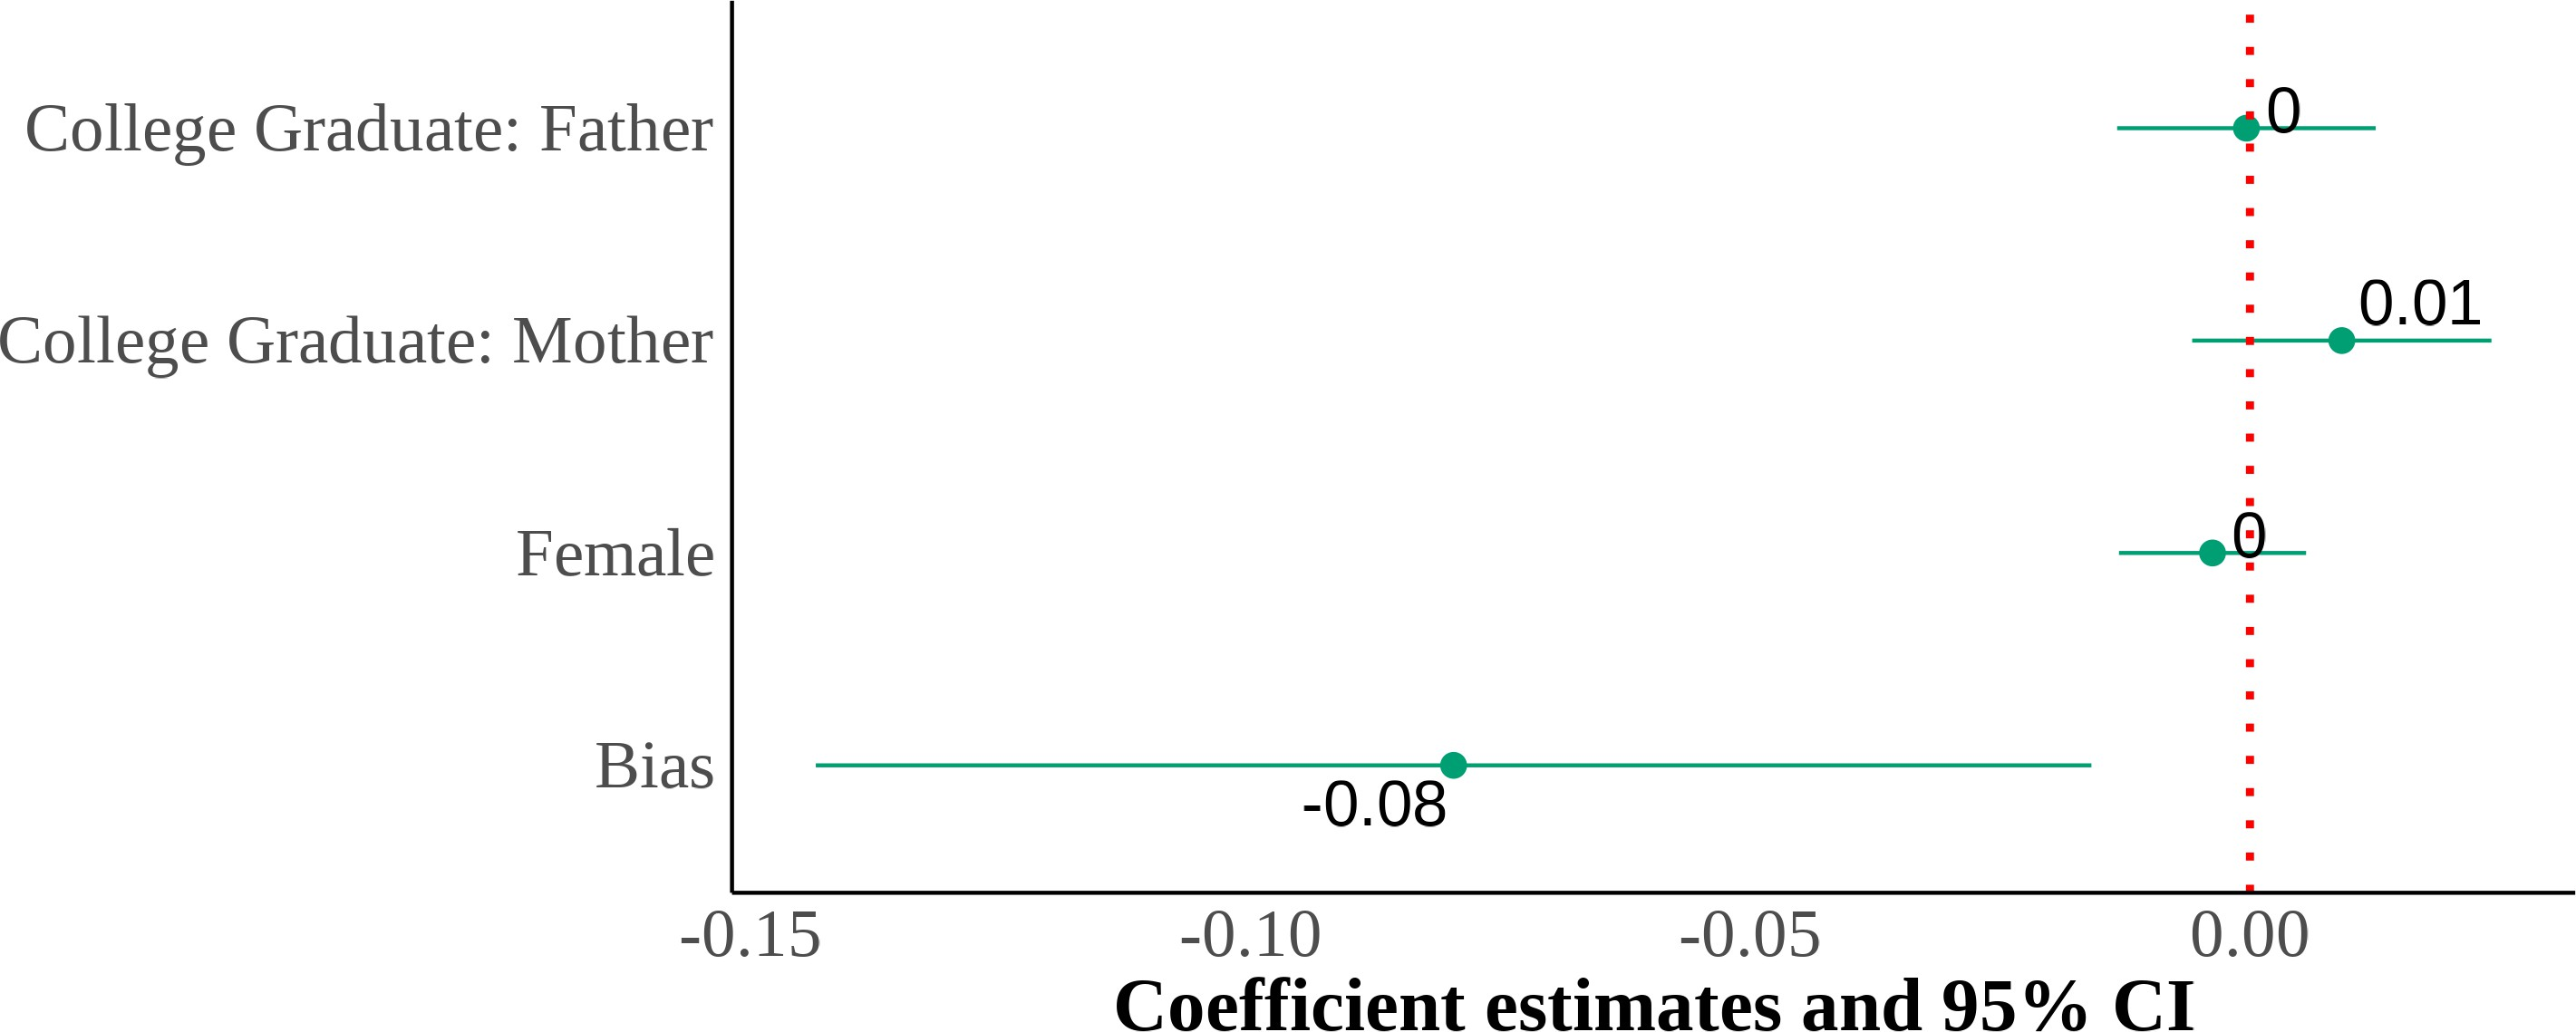 College Graduate: Father
0
College Graduate: Mother
0.01
Female
0
Bias
-0.08
-0.15 -0.10 -0.05 0.00
Coefficient estimates and 95% CI